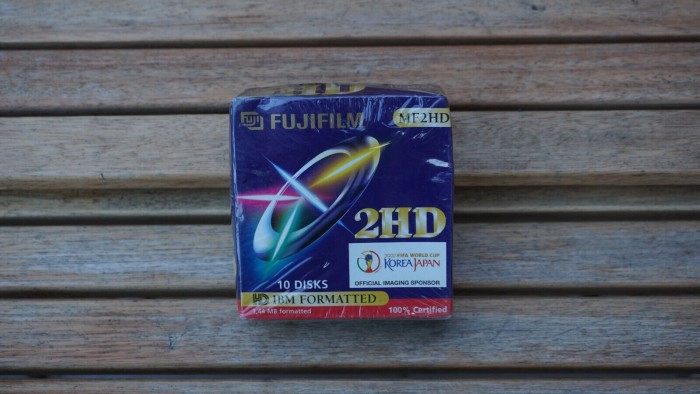 FUJI FUJIFILM
MF2HD
2HD
2002 FIFA WORLD CUP
KOREA JAPAN
OFFICIAL IMAGING SPONSOR
10 DISKS
HD IBM FORMATTED
1,44 MB formatted
100% Certified